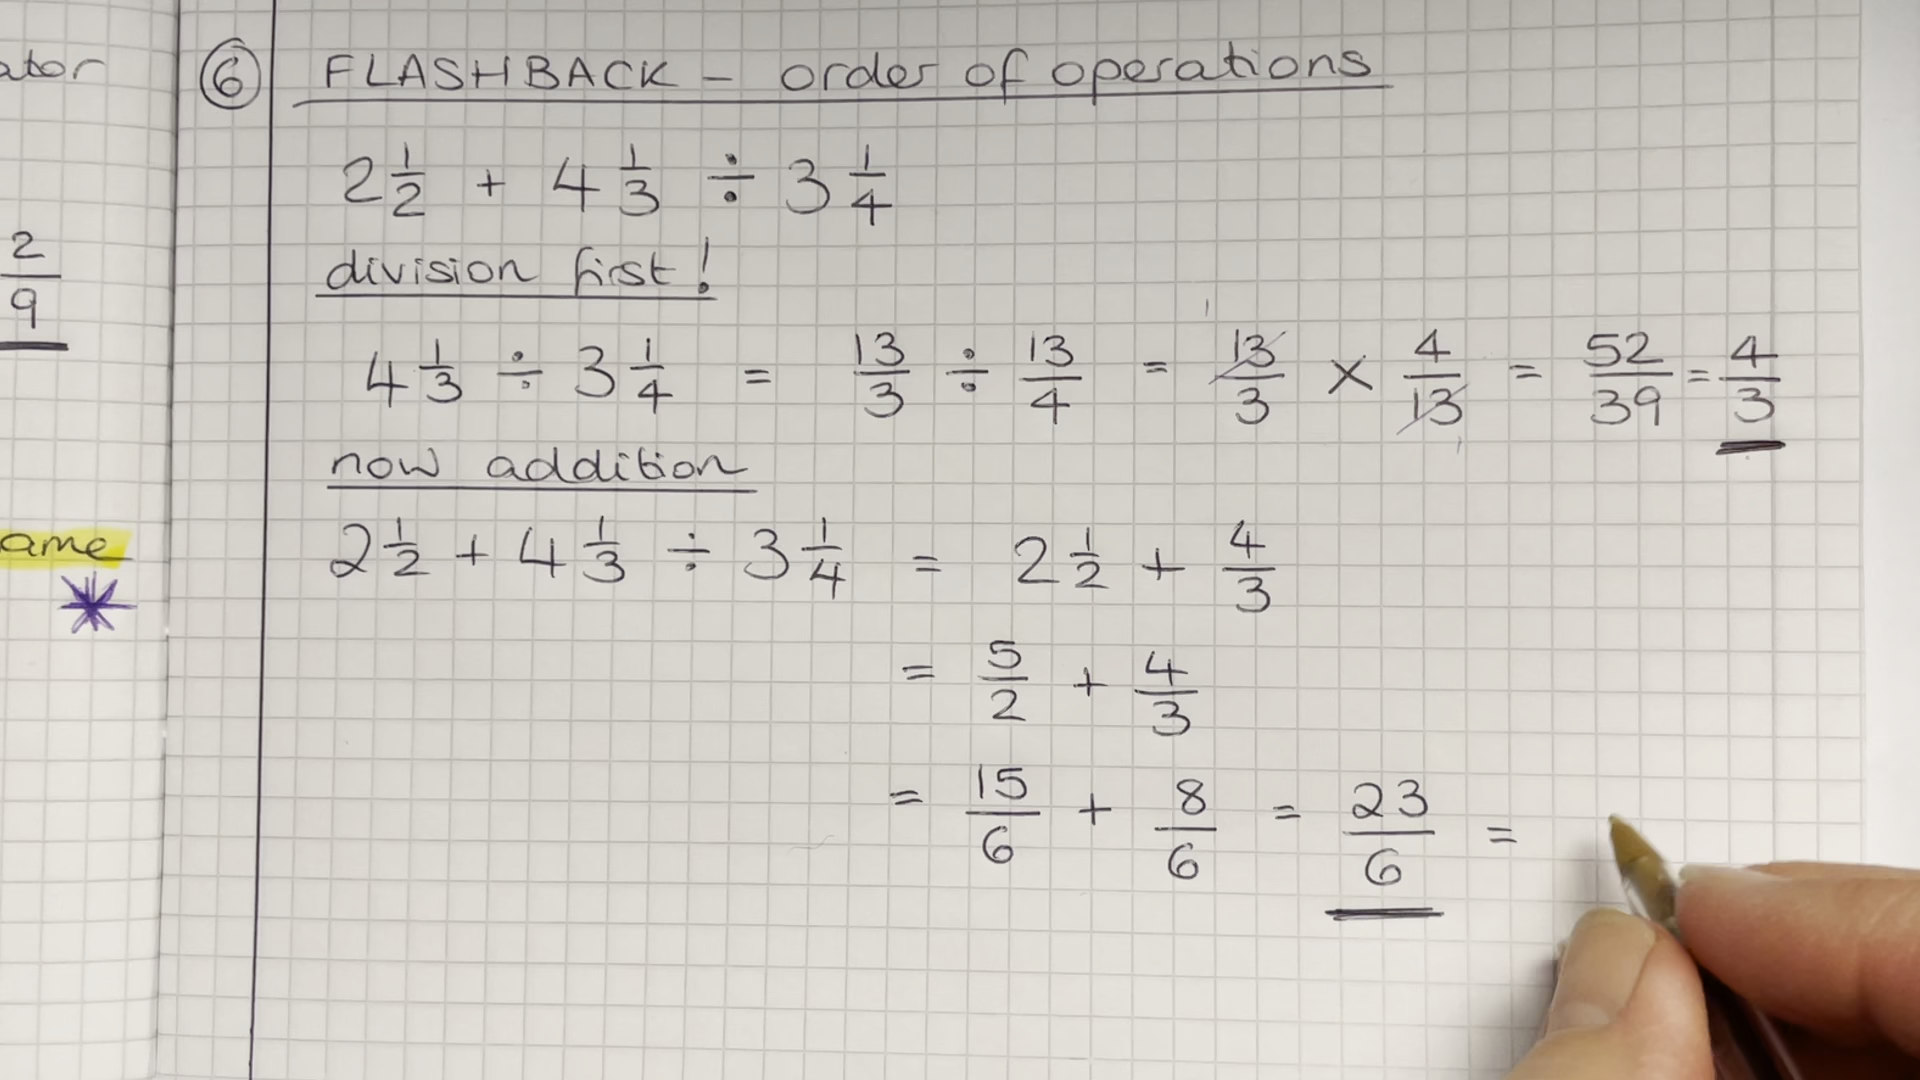 ator
2/9
ame
⑥ FLASHBACK – order of operations
2 1/2 + 4 1/3 ÷ 3 1/4
division first!
4 1/3 ÷ 3 1/4 = 13/3 ÷ 13/4 = 13/3 × 4/13 = 52/39 = 4/3
now addition
2 1/2 + 4 1/3 ÷ 3 1/4 = 2 1/2 + 4/3
= 5/2 + 4/3
= 15/6 + 8/6 = 23/6 =